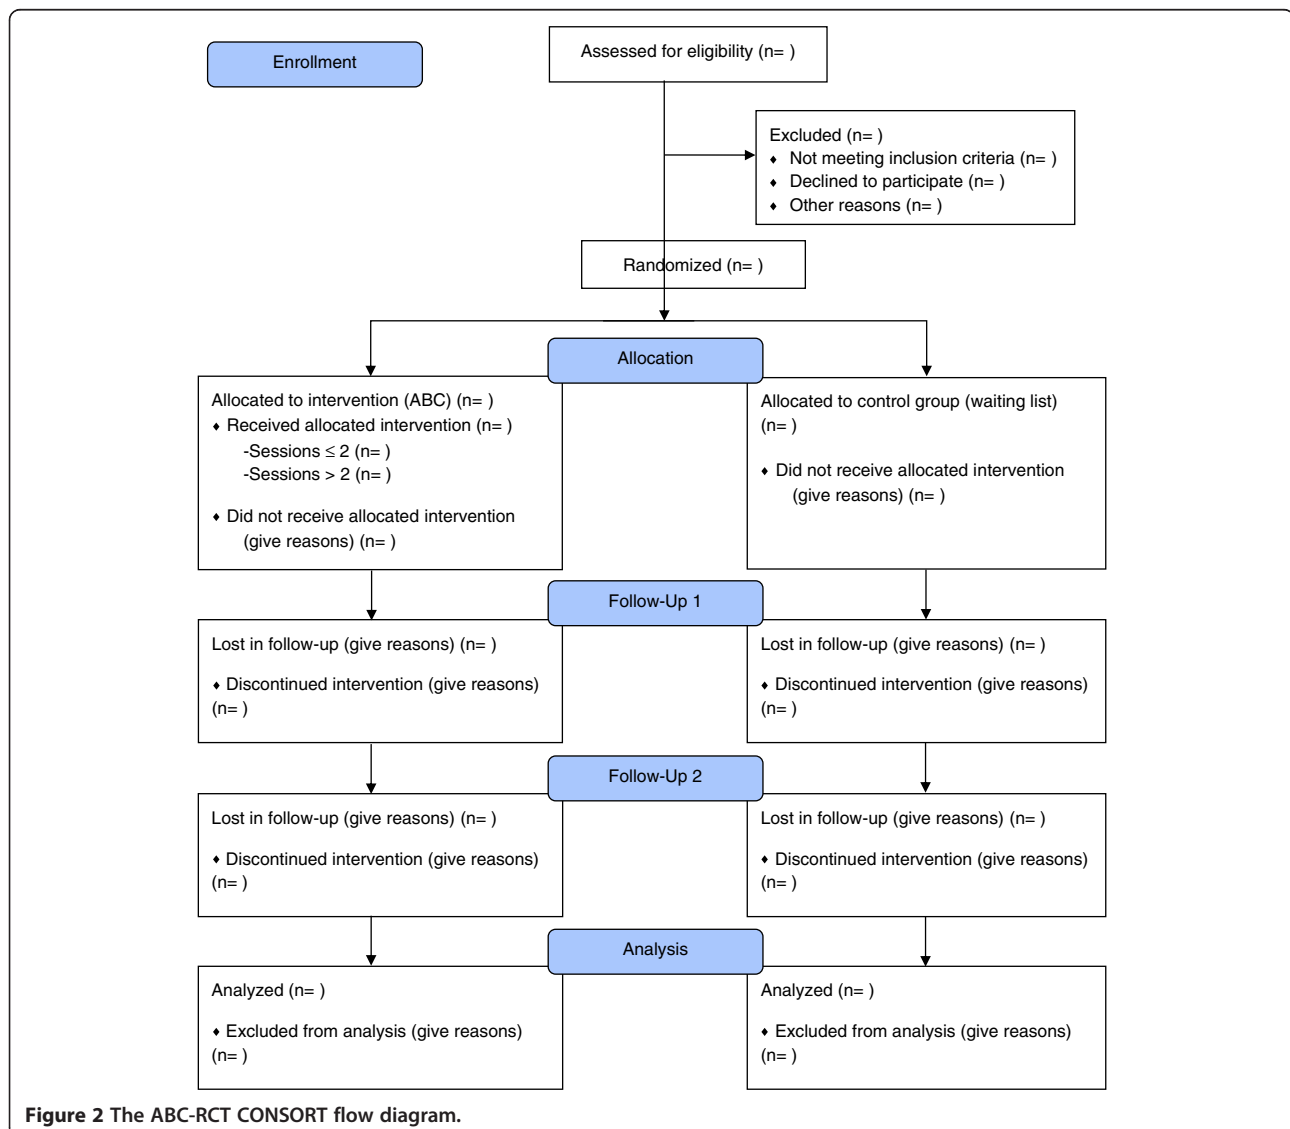 Enrollment
Assessed for eligibility (n= )
Excluded (n= )
♦ Not meeting inclusion criteria (n= )
♦ Declined to participate (n= )
♦ Other reasons (n= )
Randomized (n= )
Allocation
Allocated to intervention (ABC) (n= )
♦ Received allocated intervention (n= )
-Sessions ≤ 2 (n= )
-Sessions > 2 (n= )
♦ Did not receive allocated intervention
(give reasons) (n= )
Allocated to control group (waiting list)
(n= )
♦ Did not receive allocated intervention
(give reasons) (n= )
Follow-Up 1
Lost in follow-up (give reasons) (n= )
♦ Discontinued intervention (give reasons)
(n= )
Lost in follow-up (give reasons) (n= )
♦ Discontinued intervention (give reasons)
(n= )
Follow-Up 2
Lost in follow-up (give reasons) (n= )
♦ Discontinued intervention (give reasons)
(n= )
Lost in follow-up (give reasons) (n= )
♦ Discontinued intervention (give reasons)
(n= )
Analysis
Analyzed (n= )
♦ Excluded from analysis (give reasons)
(n= )
Analyzed (n= )
♦ Excluded from analysis (give reasons)
(n= )
Figure 2 The ABC-RCT CONSORT flow diagram.